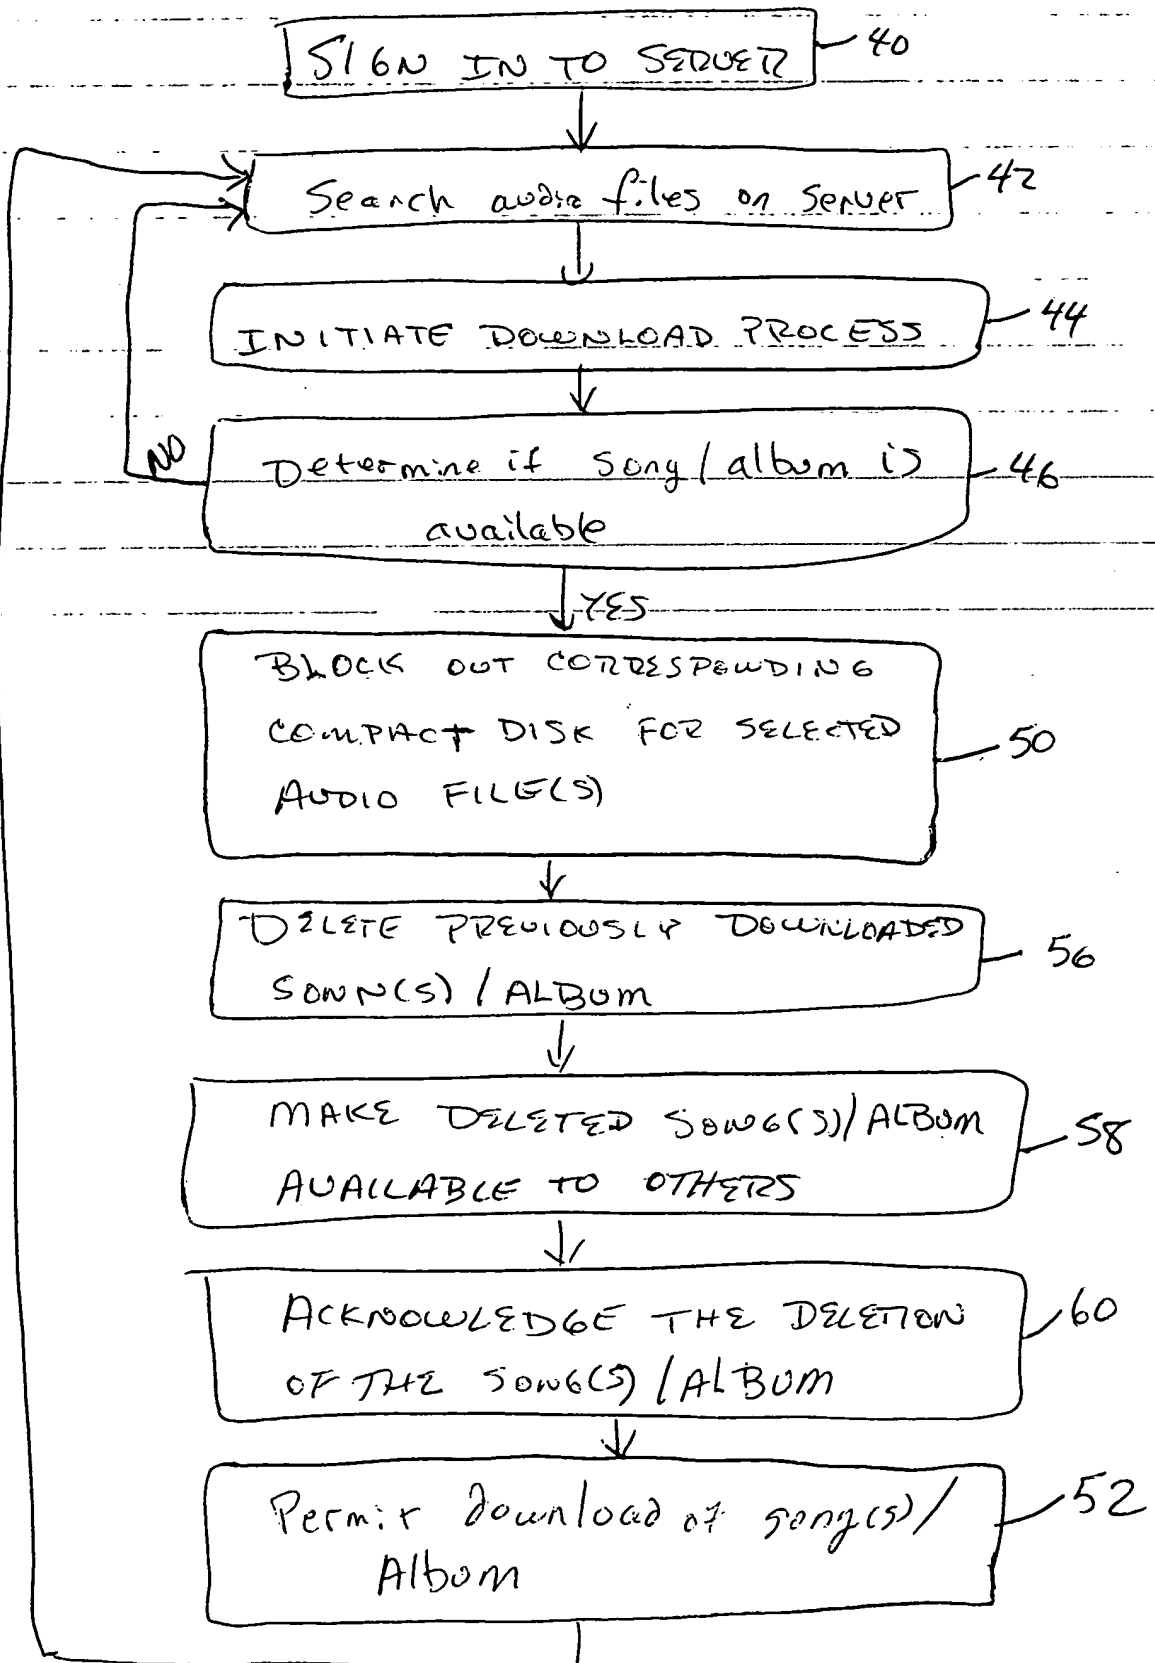 SIGN IN TO SERVER 40
Search audio files on server 42
INITIATE DOWNLOAD PROCESS 44
NO
Determine if song/album is 46
available
YES
BLOCK OUT CORRESPONDING
COMPACT DISK FOR SELECTED 50
AUDIO FILE(S)
DELETE PREVIOUSLY DOWNLOADED
SONN(S)/ALBUM 56
MAKE DELETED SONG(S)/ALBUM 58
AVAILABLE TO OTHERS
ACKNOWLEDGE THE DELETION 60
OF THE SONG(S)/ALBUM
Permit download of song(s)/ 52
Album